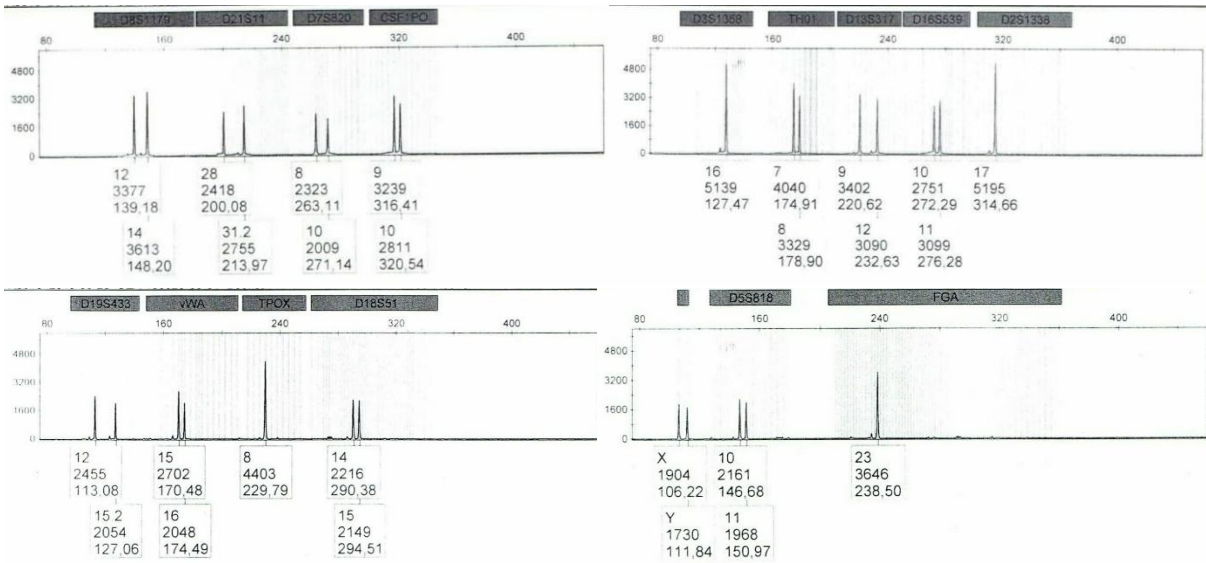 D8S1179 D21S11 D7S820 CSF1PO
80 160 240 320 400
4800
3200
1600
0
12 28 8 9
3377 2418 2323 3239
139,18 200,08 263,11 316,41
14 31.2 10 10
3613 2755 2009 2811
148,20 213,97 271,14 320,54
D3S1358 TH01 D13S317 D16S539 D2S1338
80 160 240 320 400
4800
3200
1600
0
16 7 9 10 17
5139 4040 3402 2751 5195
127,47 174,91 220,62 272,29 314,66
8 12 11
3329 3090 3099
178,90 232,63 276,28
D19S433 vWA TPOX D18S51
80 160 240 320 400
4800
3200
1600
0
12 15 8 14
2455 2702 4403 2216
113,08 170,48 229,79 290,38
15.2 16 15
2054 2048 2149
127,06 174,49 294,51
D5S818 FGA
80 160 240 320 400
4800
3200
1600
0
X 10 23
1904 2161 3646
106,22 146,68 238,50
Y 11
1730 1968
111,84 150,97